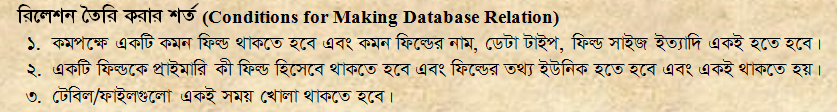 রিলেশন তৈরি করার শর্ত (Conditions for Making Database Relation)
১. কমপক্ষে একটি কমন ফিল্ড থাকতে হবে এবং কমন ফিল্ডের নাম, ডেটা টাইপ, ফিল্ড সাইজ ইত্যাদি একই হতে হবে।
২. একটি ফিল্ডকে প্রাইমারি কী ফিল্ড হিসেবে থাকতে হবে এবং ফিল্ডের তথ্য ইউনিক হতে হবে এবং একই থাকতে হয়।
৩. টেবিল/ফাইলগুলো একই সময় খোলা থাকতে হবে।